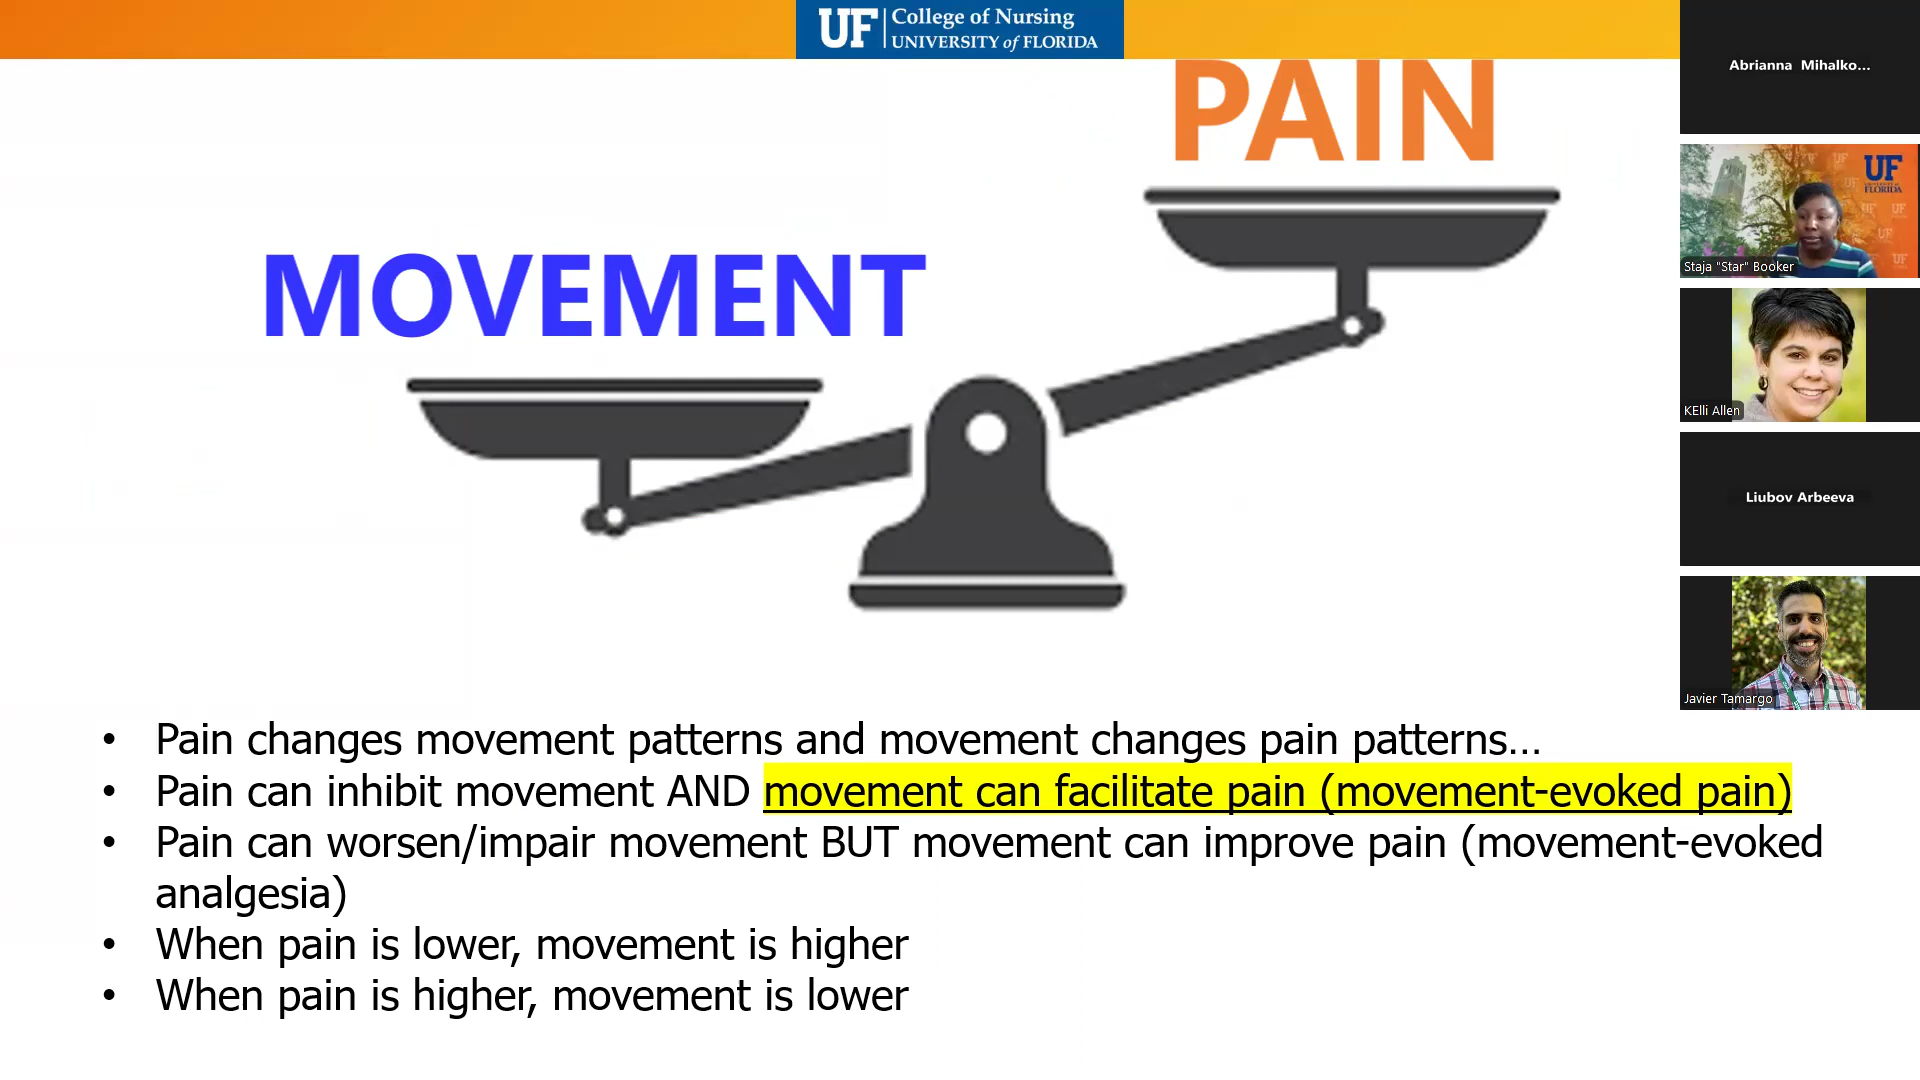 UF College of Nursing
UNIVERSITY of FLORIDA
PAIN
MOVEMENT
• Pain changes movement patterns and movement changes pain patterns...
• Pain can inhibit movement AND movement can facilitate pain (movement-evoked pain)
• Pain can worsen/impair movement BUT movement can improve pain (movement-evoked
analgesia)
• When pain is lower, movement is higher
• When pain is higher, movement is lower
Abrianna Mihalko...
UF
UNIVERSITY of
FLORIDA
Staja "Star" Booker
KElli Allen
Liubov Arbeeva
Javier Tamargo